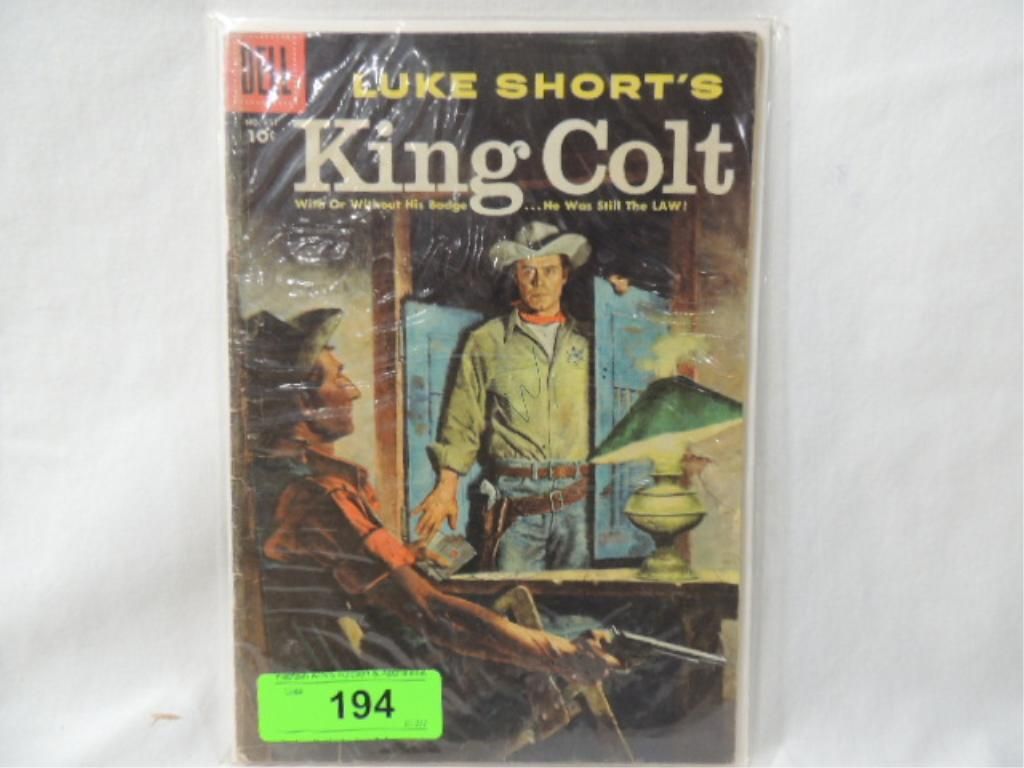 DELL
LUKE SHORT'S
10¢
King Colt
With Or Without His Badge ...He Was Still The LAW!
194